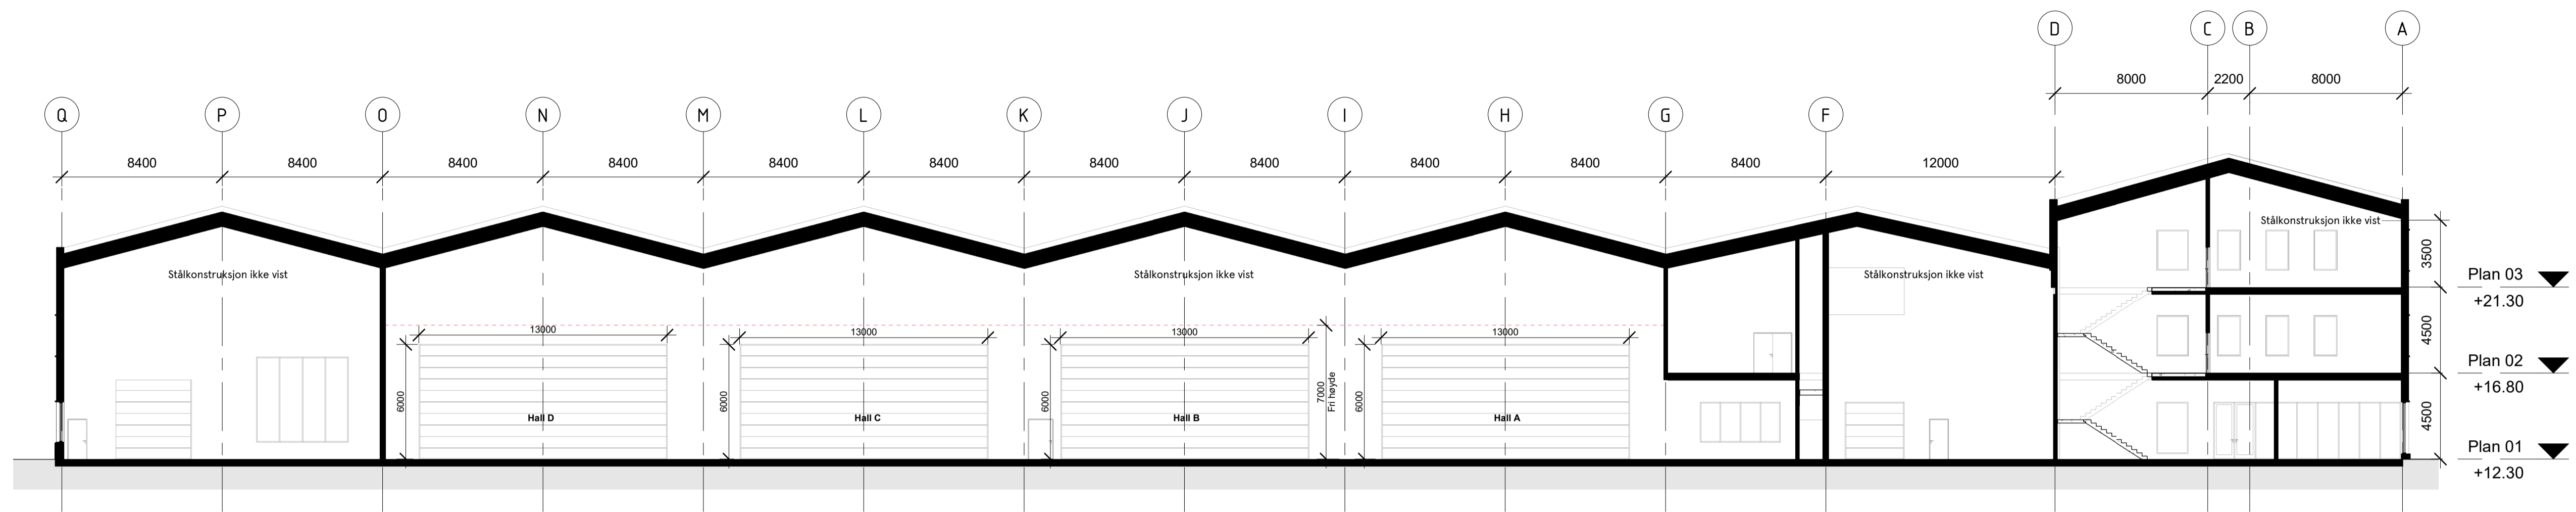 D C B A
8000 2200 8000
Q P O N M L K J I H G F
8400 8400 8400 8400 8400 8400 8400 8400 8400 8400 8400 12000
Stålkonstruksjon ikke vist
Stålkonstruksjon ikke vist Stålkonstruksjon ikke vist Stålkonstruksjon ikke vist
3500
Plan 03
+21.30
13000 13000 13000 13000
4500
Plan 02
+16.80
6000 6000 6000 7000 Fri høyde 6000
Hall D Hall C Hall B Hall A
4500
Plan 01
+12.30